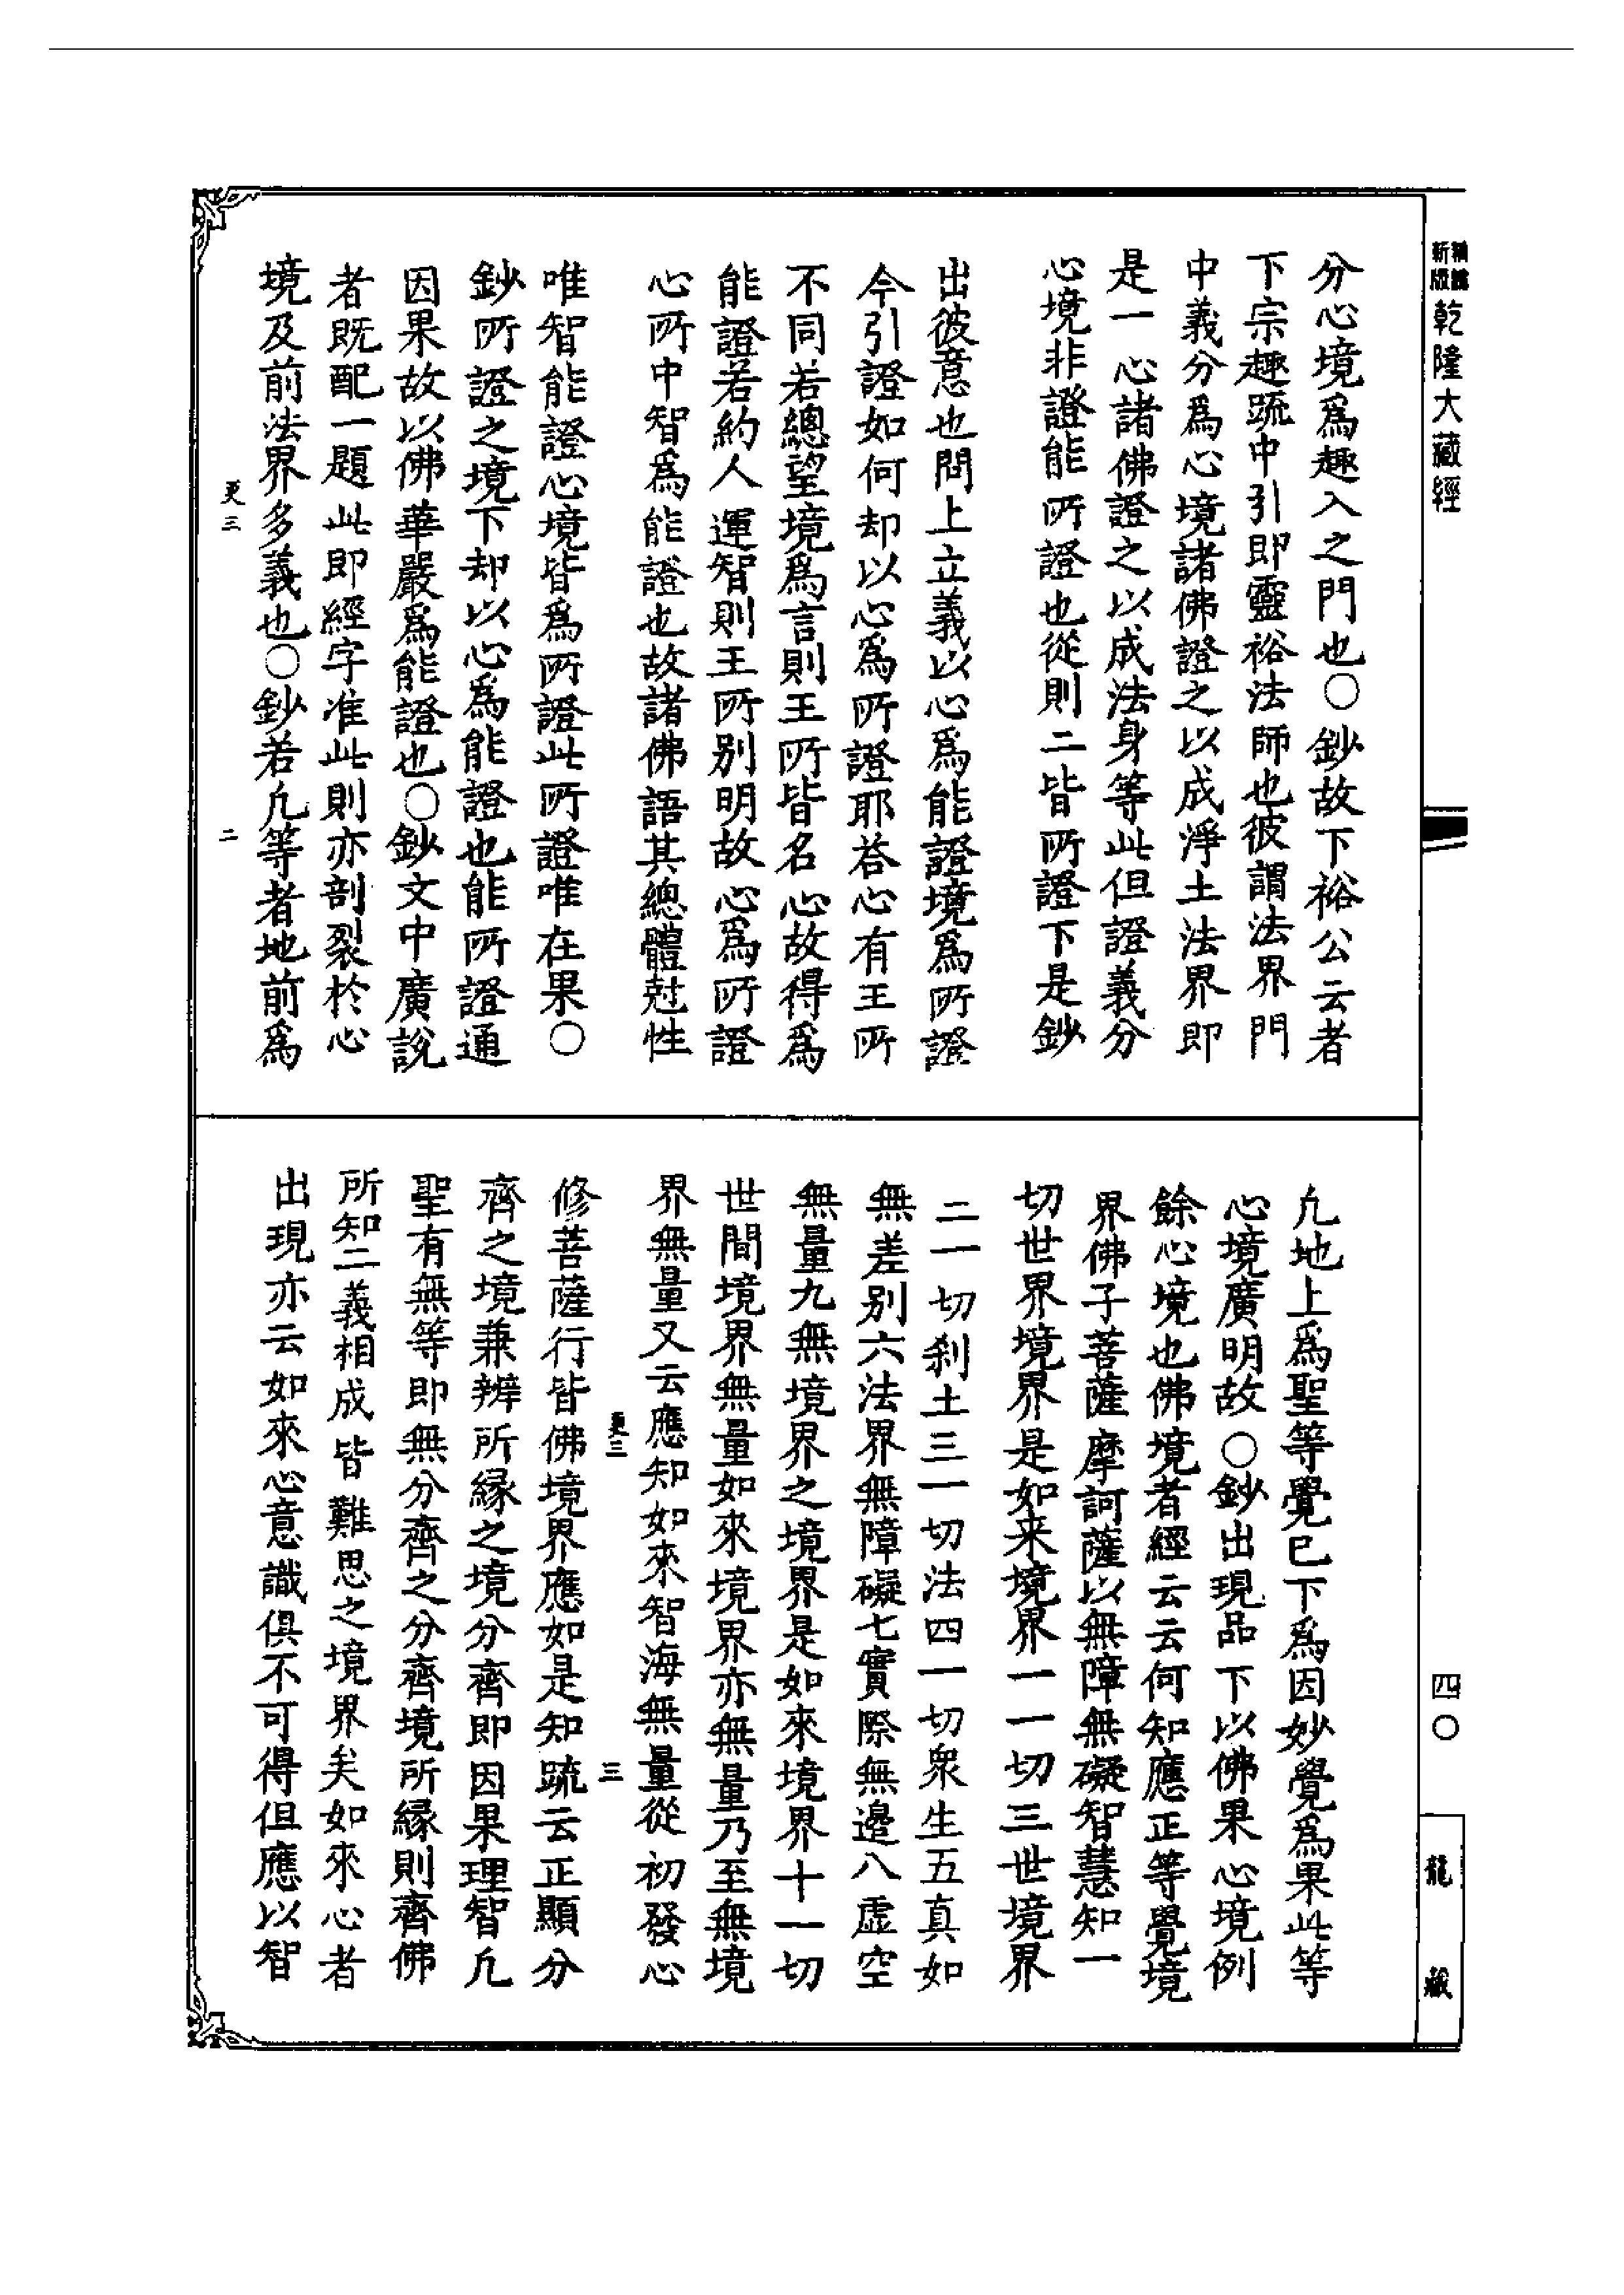 新版
乾隆大藏經
分心境爲趣入之門也○鈔故下裕公云者
下宗趣䟽中引即靈裕法師也彼謂法界門
中義分爲心境諸佛證之以成淨土法界即
是一心諸佛證之以成法身等此但證義分
心境非證能所證也從則二皆所證下是鈔
出彼意也問上立義以心爲能證境爲所證
今引證如何却以心爲所證耶荅心有王所
不同若總望境爲言則王所皆名心故得爲
能證若約人運智則王所別明故心爲所證
心所中智爲能證也故諸佛語其總體尅性
唯智能證心境皆爲所證此所證唯在果○
鈔所證之境下却以心爲能證也能所證通
因果故以佛華嚴爲能證也○鈔文中廣說
者既配一題此即經字准此則亦剖裂於心
境及前法界多義也○鈔若凢等者地前爲
更三
二
凢地上爲聖等覺已下爲因妙覺爲果此等
心境廣明故○鈔出現品下以佛果心境例
餘心境也佛境者經云云何知應正等覺境
界佛子菩薩摩訶薩以無障無礙智慧知一
切世界境界是如来境界一一切三世境界
二一切刹土三一切法四一切衆生五真如
無差别六法界無障礙七實際無邊八虛空
無量九無境界之境界是如來境界十一切
世間境界無量如來境界亦無量乃至無境
界無量又云應知如來智海無量從初發心
更三
三
修菩薩行皆佛境界應如是知䟽云正顯分
齊之境兼辨所緣之境分齊即因果理智凢
聖有無等即無分齊之分齊境所緣則齊佛
所知二義相成皆難思之境界矣如來心者
出現亦云如來心意識俱不可得但應以智
四○
龍藏